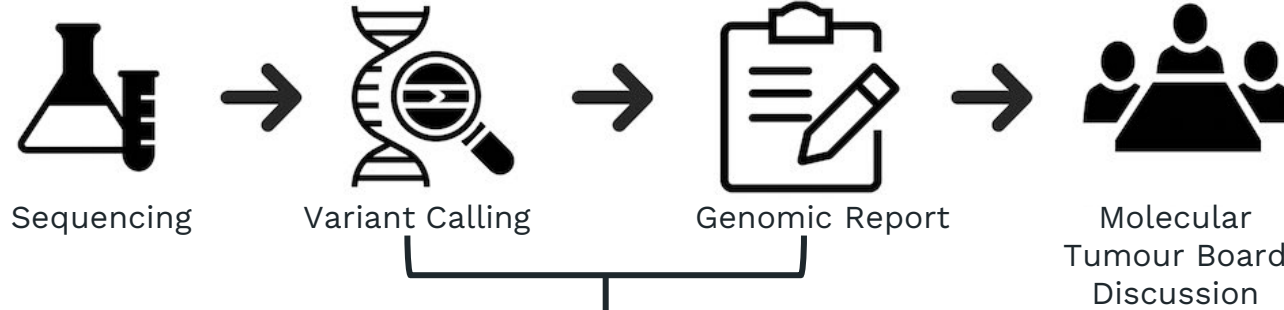 Sequencing
Variant Calling
Genomic Report
Molecular
Tumour Board
Discussion